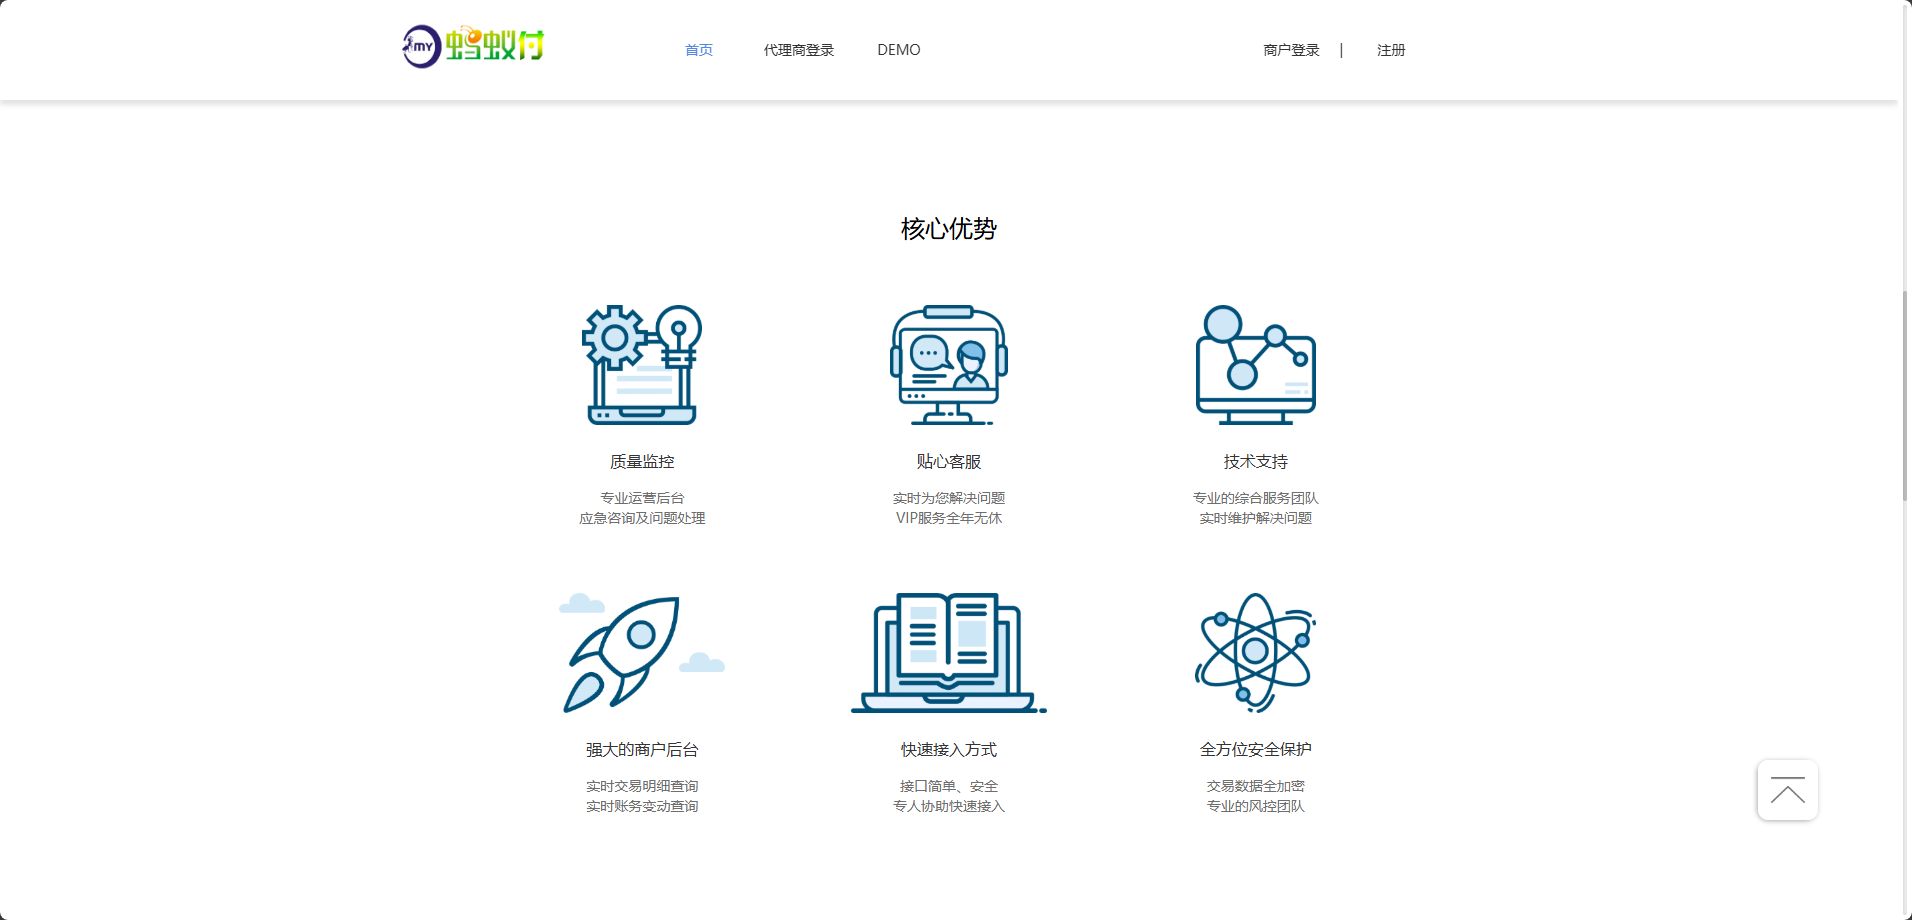 MY 蚂蚁付
首页 代理商登录 DEMO 商户登录 | 注册
核心优势
质量监控
专业运营后台
应急咨询及问题处理
贴心客服
实时为您解决问题
VIP服务全年无休
技术支持
专业的综合服务团队
实时维护解决问题
强大的商户后台
实时交易明细查询
实时账务变动查询
快速接入方式
接口简单、安全
专人协助快速接入
全方位安全保护
交易数据全加密
专业的风控团队